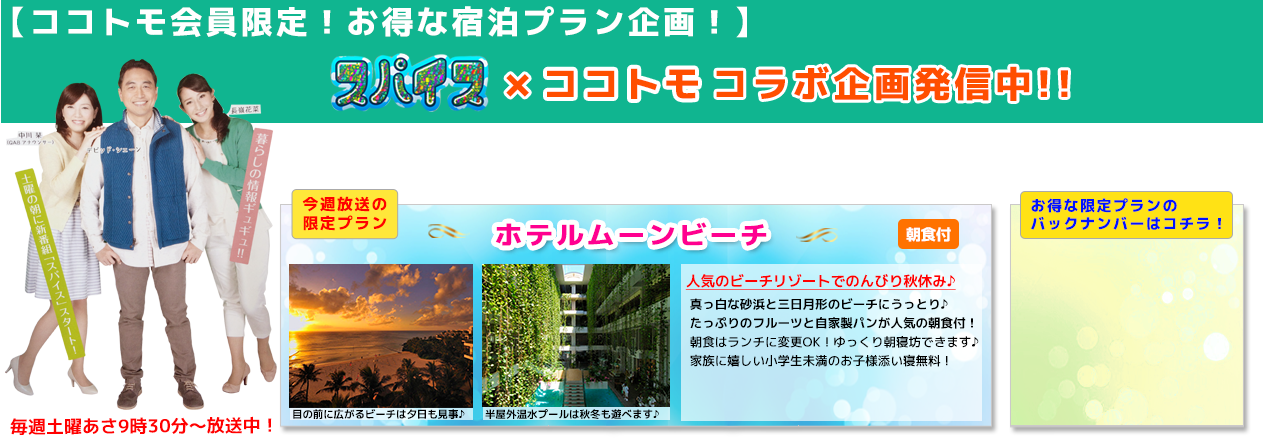 【ココトモ会員限定！お得な宿泊プラン企画！】
スパイス×ココトモ コラボ企画発信中!!
中川 栞
(QABアナウンサー)
デビッド・シェーン
長嶺花菜
土曜の朝に新番組「スパイス」スタート！
暮らしの情報ギュギュ!!
毎週土曜あさ9時30分～放送中！
今週放送の
限定プラン
ホテルムーンビーチ
朝食付
目の前に広がるビーチは夕日も見事♪
半屋外温水プールは秋冬も遊べます♪
人気のビーチリゾートでのんびり秋休み♪
真っ白な砂浜と三日月形のビーチにうっとり♪
たっぷりのフルーツと自家製パンが人気の朝食付！
朝食はランチに変更OK！ゆっくり朝寝坊できます♪
家族に嬉しい小学生未満のお子様添い寝無料！
お得な限定プランの
バックナンバーはコチラ！